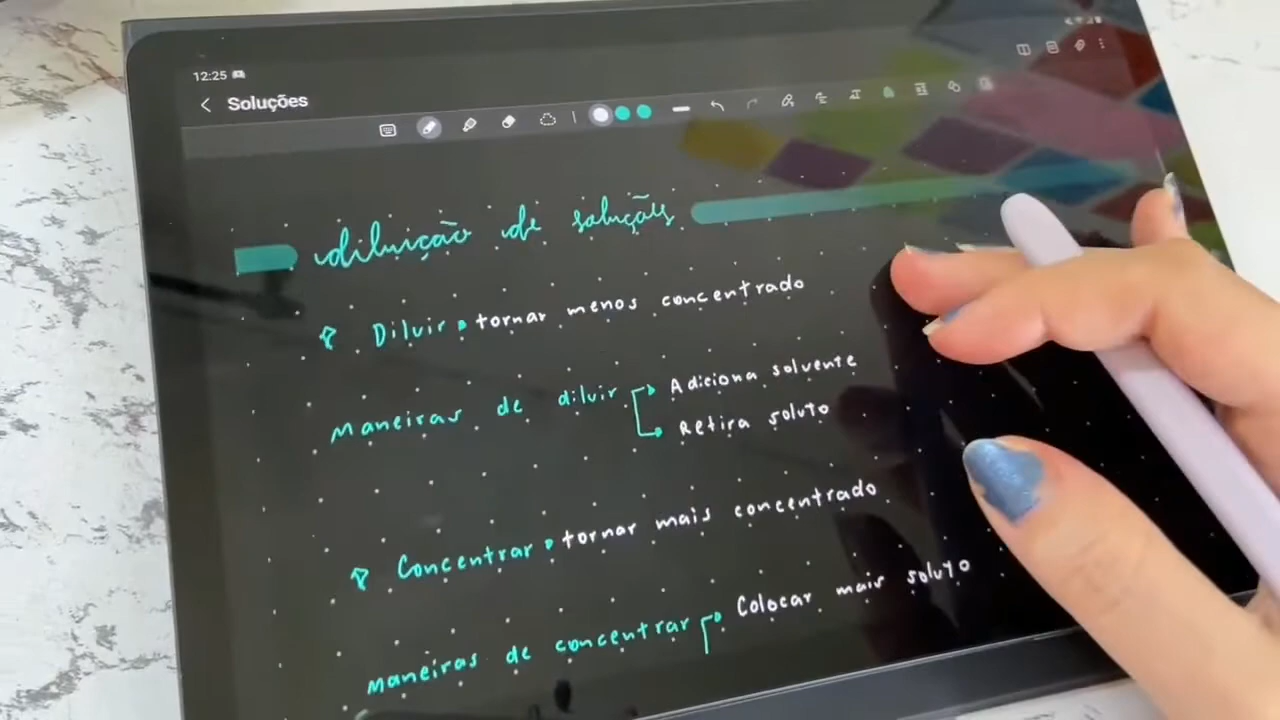 12:25
Soluções
diluição de soluções
Diluir tornar menos concentrado
Maneiras de diluir Adiciona solvente
Retira soluto
Concentrar tornar mais concentrado
Maneiras de concentrar Colocar mais soluto